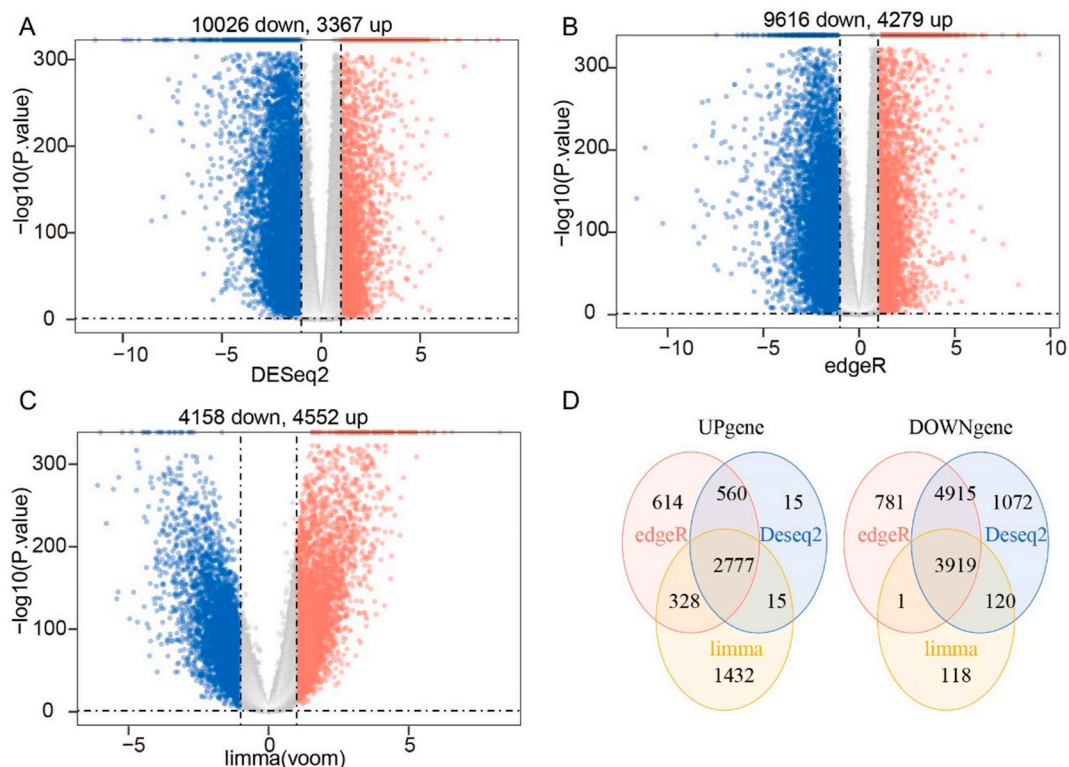 A
10026 down, 3367 up
−log10(P.value)
300
200
100
0
−10
−5
0
5
DESeq2
B
9616 down, 4279 up
−log10(P.value)
300
200
100
0
−10
−5
0
5
10
edgeR
C
4158 down, 4552 up
−log10(P.value)
300
200
100
0
−5
0
5
limma(voom)
D
UPgene
614
560
15
edgeR
Deseq2
2777
328
15
limma
1432
DOWNgene
781
4915
1072
edgeR
Deseq2
3919
1
120
limma
118